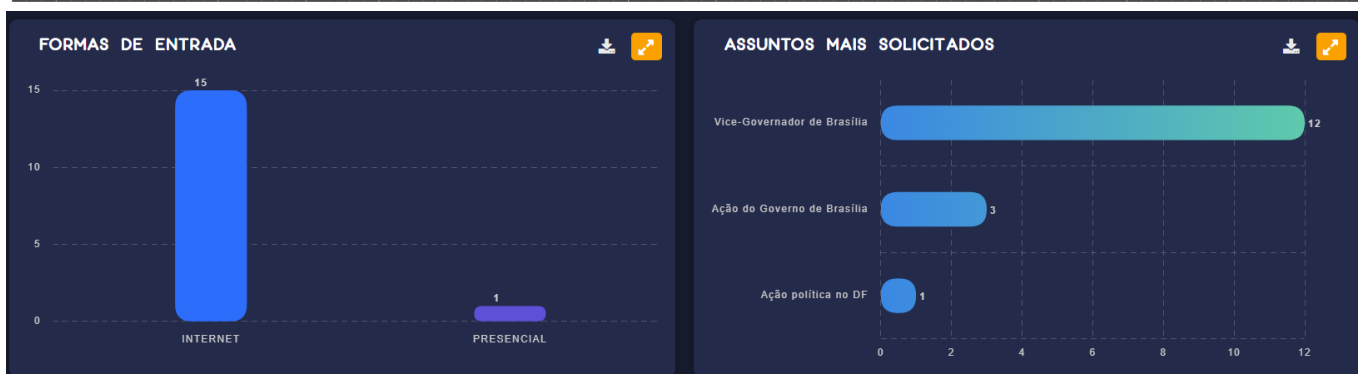 FORMAS DE ENTRADA
15
15
10
5
1
0
INTERNET
PRESENCIAL
ASSUNTOS MAIS SOLICITADOS
Vice-Governador de Brasília
12
Ação do Governo de Brasília
3
Ação política no DF
1
0 2 4 6 8 10 12